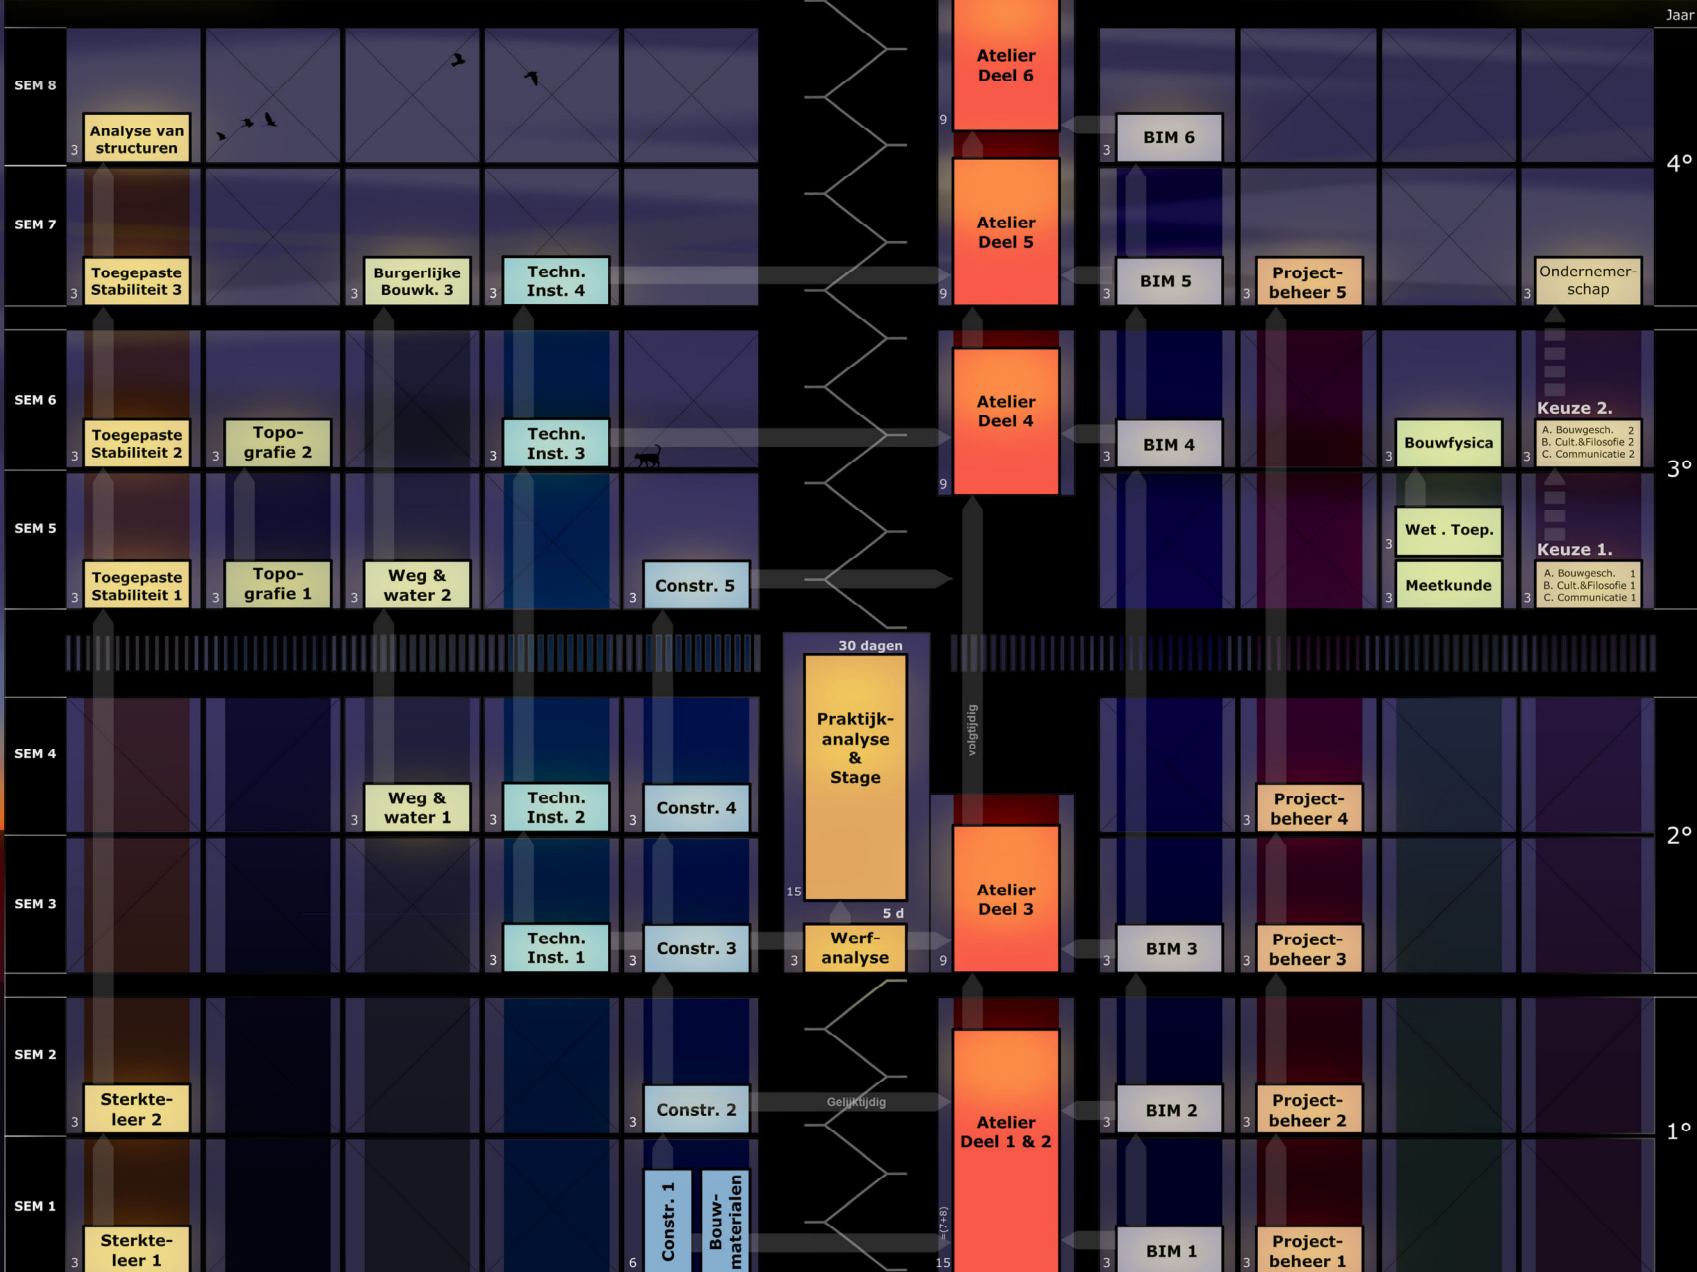 Jaar
SEM 8
3
Analyse van
structuren
9
Atelier
Deel 6
3
BIM 6
4°
SEM 7
3
Toegepaste
Stabiliteit 3
3
Burgerlijke
Bouwk. 3
3
Techn.
Inst. 4
9
Atelier
Deel 5
3
BIM 5
3
Project-
beheer 5
3
Ondernemer-
schap
SEM 6
3
Toegepaste
Stabiliteit 2
3
Topo-
grafie 2
3
Techn.
Inst. 3
9
Atelier
Deel 4
3
BIM 4
Bouwfysica
Keuze 2.
3
A. Bouwgesch. 2
B. Cult.&Filosofie 2
C. Communicatie 2
3°
SEM 5
3
Toegepaste
Stabiliteit 1
3
Topo-
grafie 1
3
Weg &
water 2
3
Constr. 5
3
Wet . Toep.
3
Meetkunde
Keuze 1.
3
A. Bouwgesch. 1
B. Cult.&Filosofie 1
C. Communicatie 1
30 dagen
15
Praktijk-
analyse
&
Stage
volgtijdig
SEM 4
3
Weg &
water 1
3
Techn.
Inst. 2
3
Constr. 4
3
Project-
beheer 4
2°
SEM 3
3
Techn.
Inst. 1
3
Constr. 3
5 d
3
Werf-
analyse
9
Atelier
Deel 3
3
BIM 3
3
Project-
beheer 3
SEM 2
3
Sterkte-
leer 2
3
Constr. 2
Gelijktijdig
Atelier
Deel 1 & 2
3
BIM 2
3
Project-
beheer 2
1°
SEM 1
3
Sterkte-
leer 1
6
Constr. 1
Bouw-
materialen
=(7+8)
15
3
BIM 1
3
Project-
beheer 1